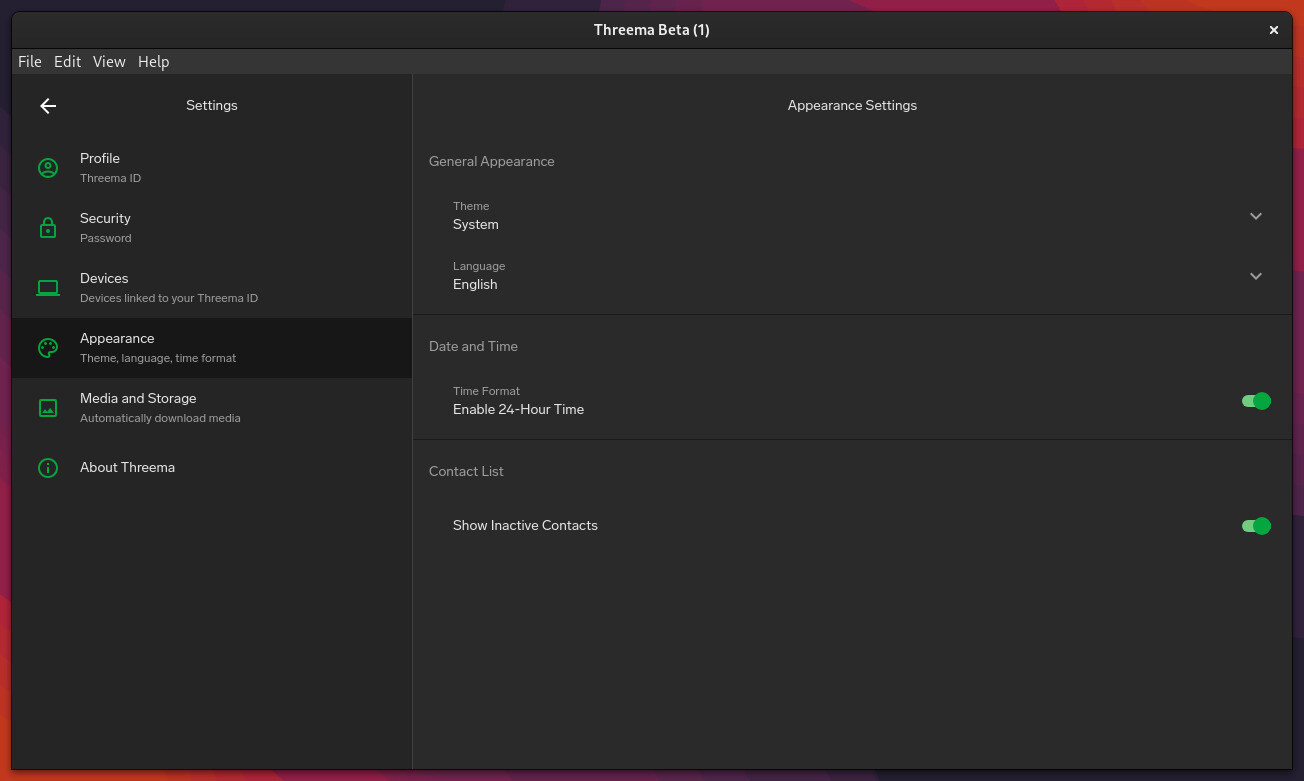 Threema Beta (1)
File Edit View Help
Settings
Profile
Threema ID
Security
Password
Devices
Devices linked to your Threema ID
Appearance
Theme, language, time format
Media and Storage
Automatically download media
About Threema
Appearance Settings
General Appearance
Theme
System
Language
English
Date and Time
Time Format
Enable 24-Hour Time
Contact List
Show Inactive Contacts